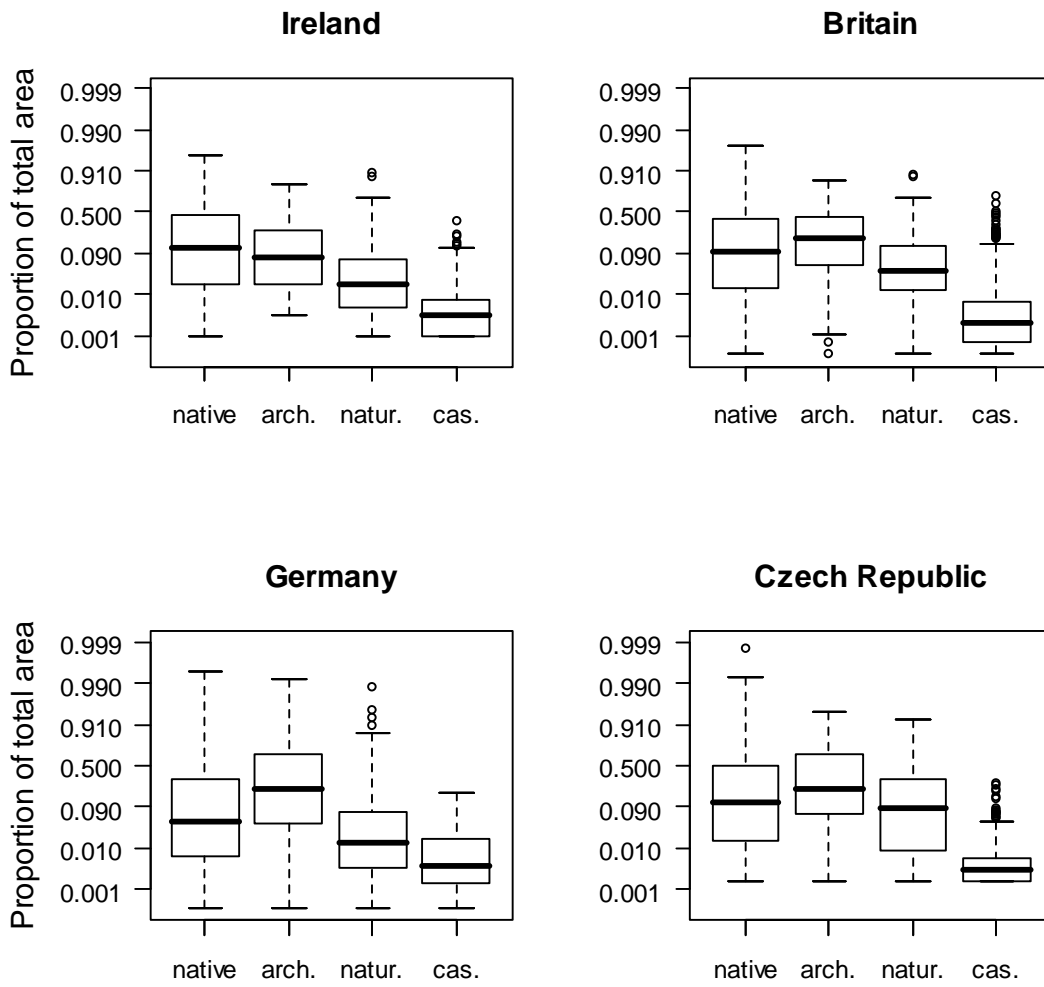 Ireland
Proportion of total area
0.999
0.990
0.910
0.500
0.090
0.010
0.001
native arch. natur. cas.
Britain
0.999
0.990
0.910
0.500
0.090
0.010
0.001
native arch. natur. cas.
Germany
Proportion of total area
0.999
0.990
0.910
0.500
0.090
0.010
0.001
native arch. natur. cas.
Czech Republic
0.999
0.990
0.910
0.500
0.090
0.010
0.001
native arch. natur. cas.